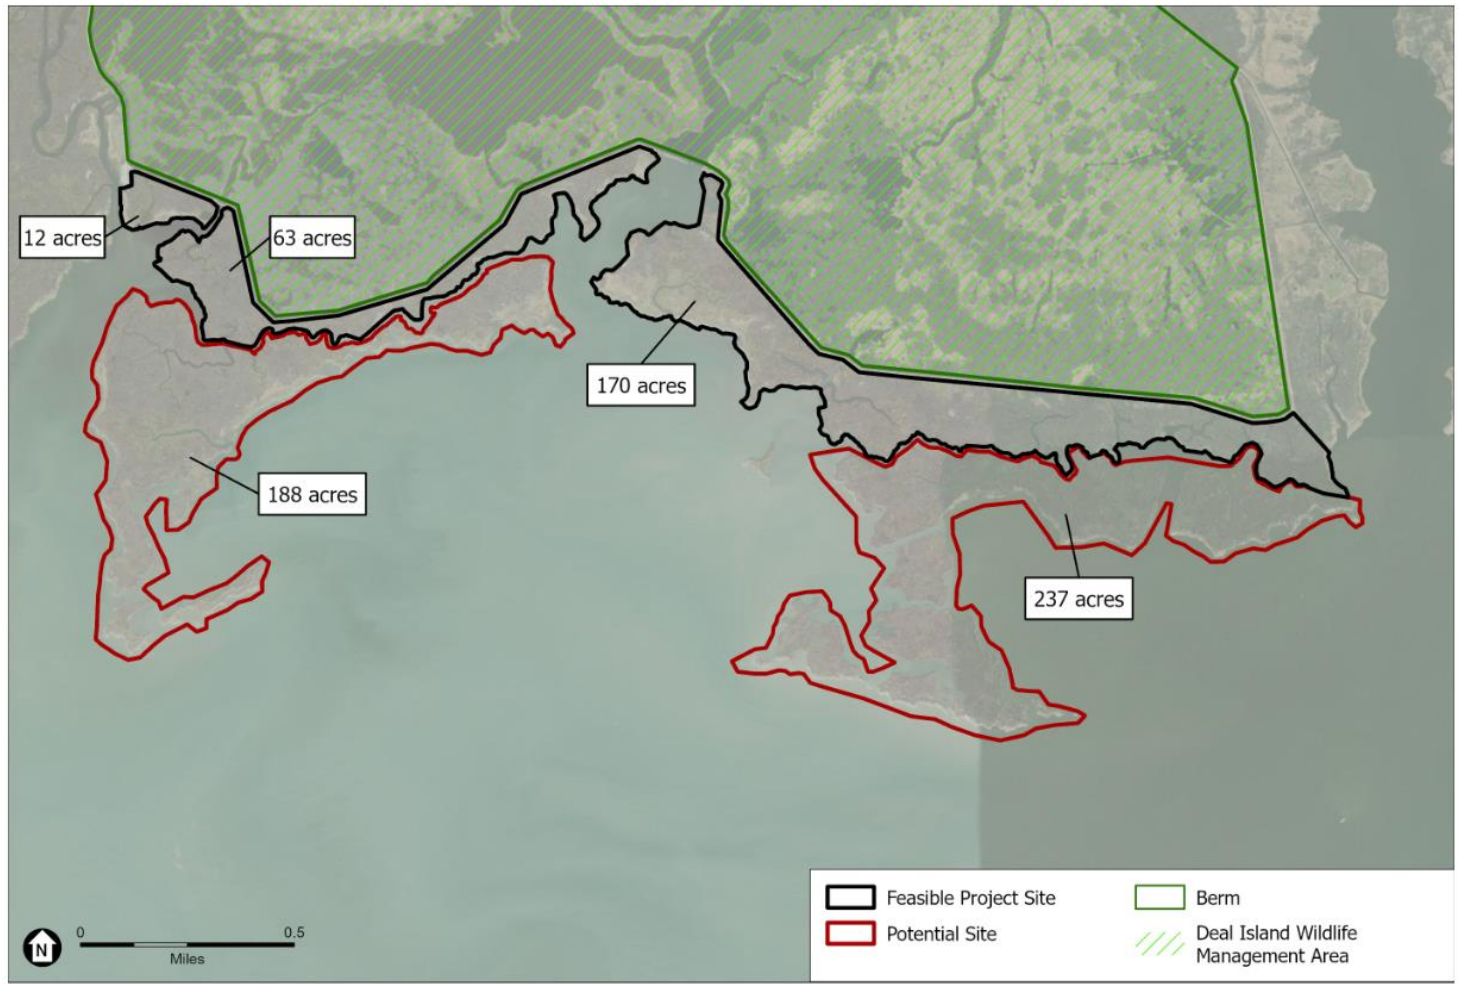 12 acres
63 acres
170 acres
188 acres
237 acres
Feasible Project Site
Potential Site
Berm
Deal Island Wildlife
Management Area
N
0
0.5
Miles